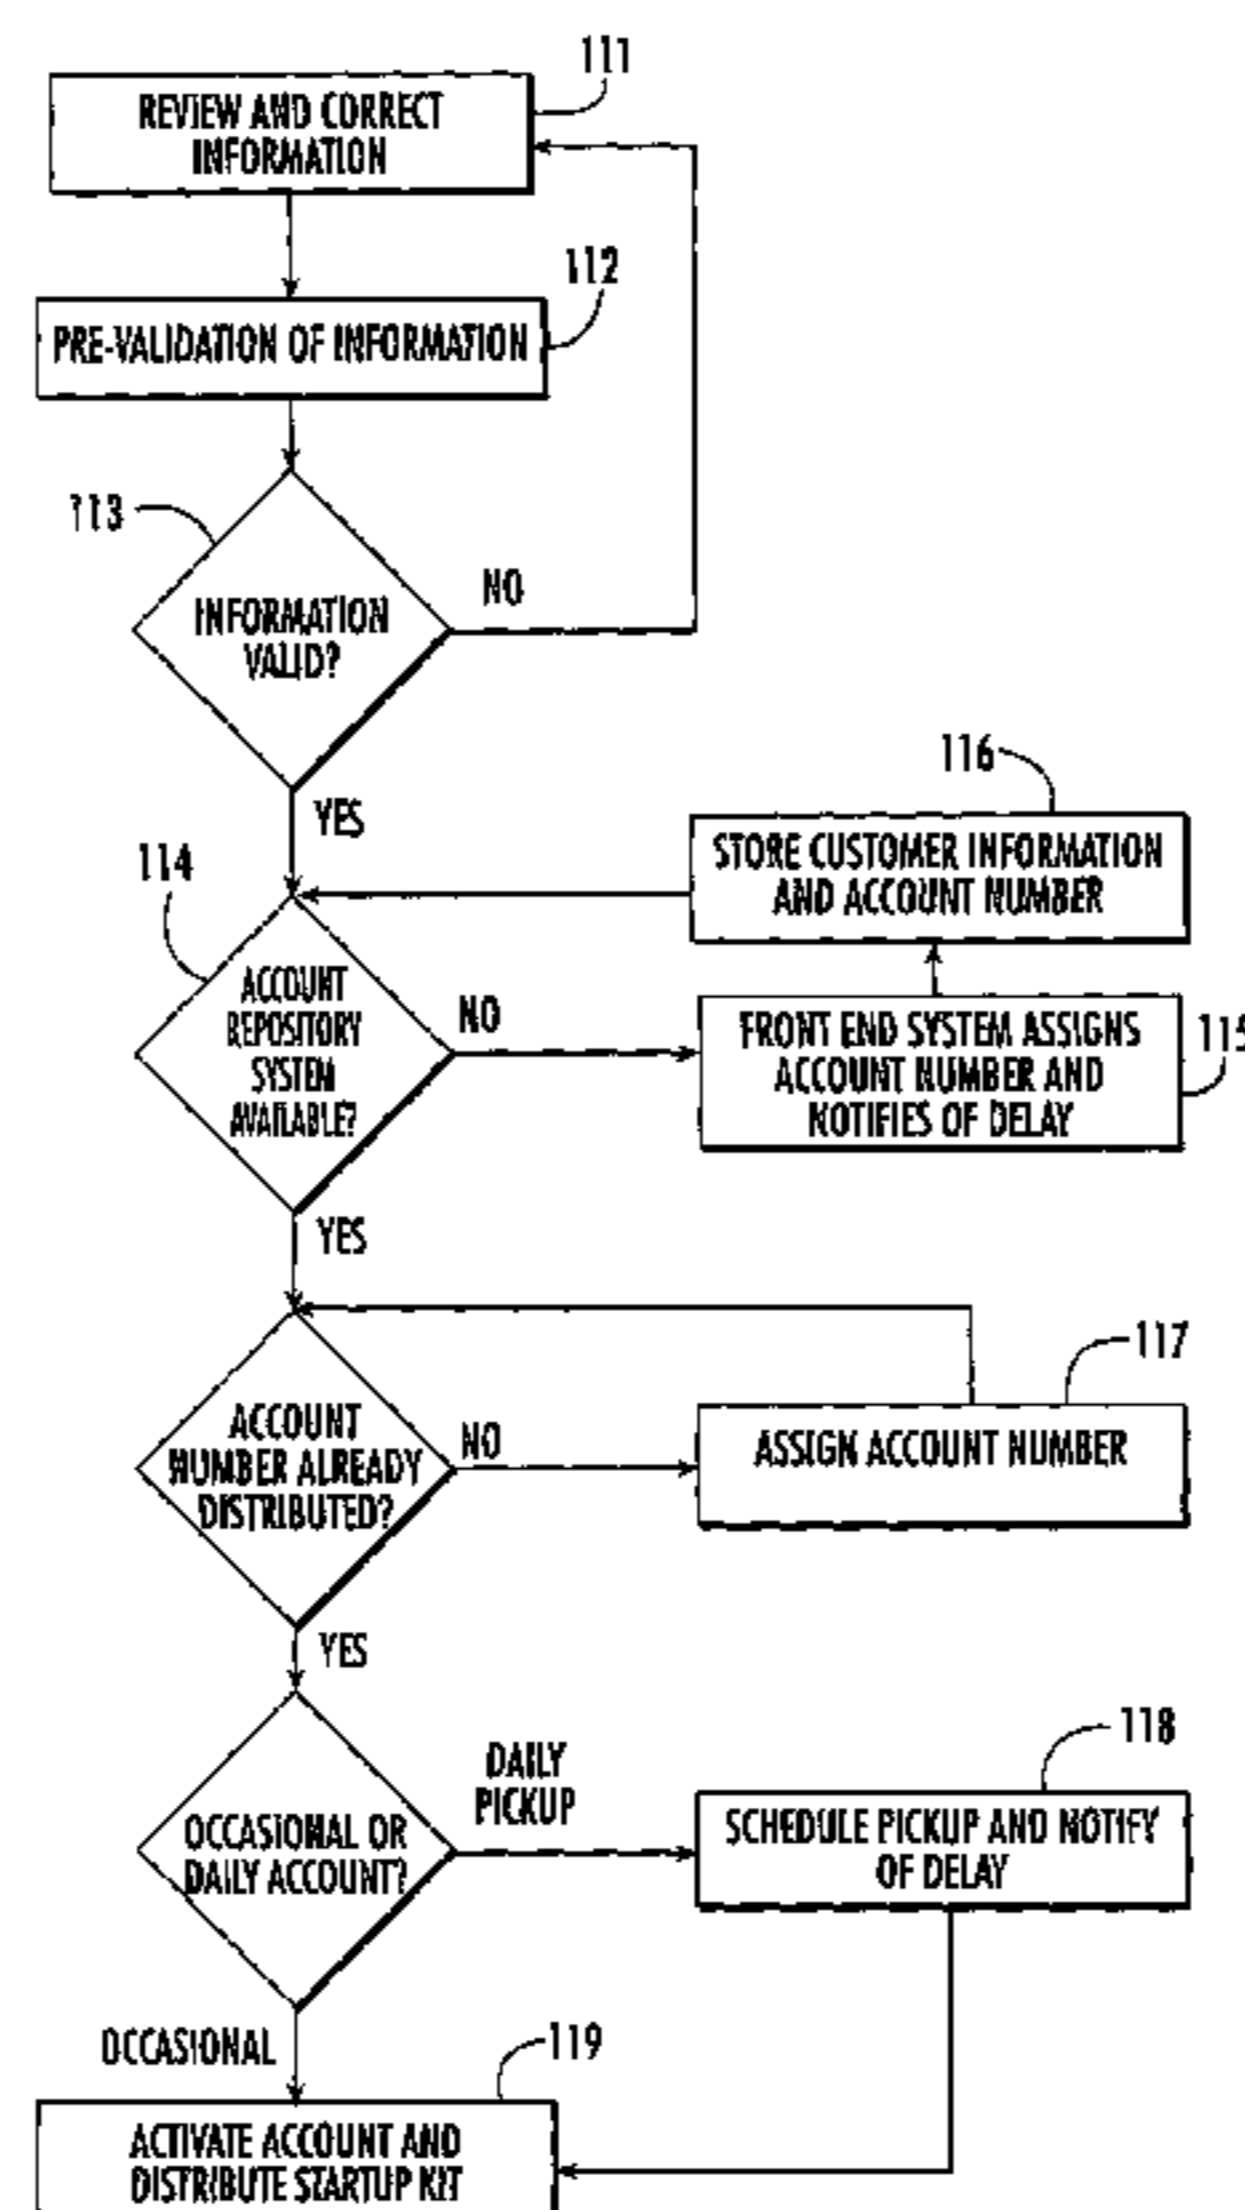 111
REVIEW AND CORRECT
INFORMATION
112
PRE-VALIDATION OF INFORMATION
113
INFORMATION
VALID?
NO
YES
116
STORE CUSTOMER INFORMATION
AND ACCOUNT NUMBER
114
ACCOUNT
REPOSITORY
SYSTEM
AVAILABLE?
NO
FRONT END SYSTEM ASSIGNS
ACCOUNT NUMBER AND
NOTIFIES OF DELAY
115
YES
117
ACCOUNT
NUMBER ALREADY
DISTRIBUTED?
NO
ASSIGN ACCOUNT NUMBER
YES
118
DAILY
PICKUP
OCCASIONAL OR
DAILY ACCOUNT?
SCHEDULE PICKUP AND NOTIFY
OF DELAY
OCCASIONAL
119
ACTIVATE ACCOUNT AND
DISTRIBUTE STARTUP KIT